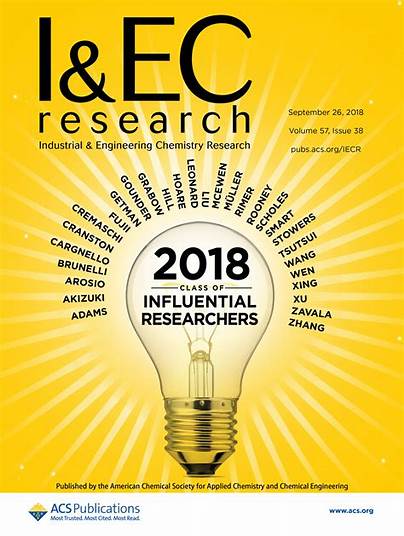 I&EC
research
Industrial & Engineering Chemistry Research
September 26, 2018
Volume 57, Issue 38
pubs.acs.org/IECR
ADAMS
AKIZUKI
AROSIO
BRUNELLI
CARGNELLO
CRANSTON
CREMASCHI
FUJII
GETMAN
GOUNDER
GRABOW
HILL
HOARE
LEONARD
LIU
MCEWEN
MÜLLER
RIMER
ROONEY
SCHOLES
SMART
STOWERS
TSUTSUI
WANG
WEN
XING
XU
ZAVALA
ZHANG
2018
CLASS OF
INFLUENTIAL
RESEARCHERS
Published by the American Chemical Society for Applied Chemistry and Chemical Engineering
ACS Publications
Most Trusted. Most Cited. Most Read.
www.acs.org